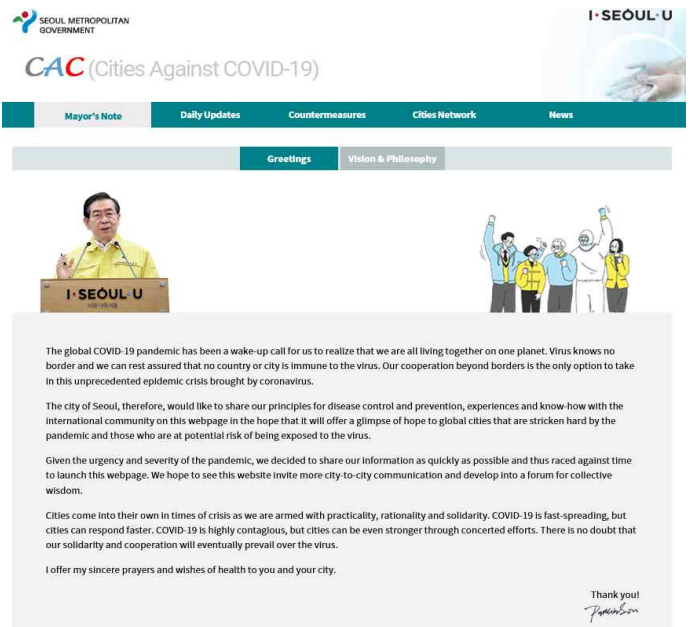 SEOUL METROPOLITAN
GOVERNMENT
I·SEOUL·U
CAC (Cities Against COVID-19)
Mayor's Note
Daily Updates
Countermeasures
Cities Network
News
Greetings
Vision & Philosophy
I·SEOUL·U
The global COVID-19 pandemic has been a wake-up call for us to realize that we are all living together on one planet. Virus knows no
border and we can rest assured that no country or city is immune to the virus. Our cooperation beyond borders is the only option to take
in this unprecedented epidemic crisis brought by coronavirus.
The city of Seoul, therefore, would like to share our principles for disease control and prevention, experiences and know-how with the
international community on this webpage in the hope that it will offer a glimpse of hope to global cities that are stricken hard by the
pandemic and those who are at potential risk of being exposed to the virus.
Given the urgency and severity of the pandemic, we decided to share our information as quickly as possible and thus raced against time
to launch this webpage. We hope to see this website invite more city-to-city communication and develop into a forum for collective
wisdom.
Cities come into their own in times of crisis as we are armed with practicality, rationality and solidarity. COVID-19 is fast-spreading, but
cities can respond faster. COVID-19 is highly contagious, but cities can be even stronger through concerted efforts. There is no doubt that
our solidarity and cooperation will eventually prevail over the virus.
I offer my sincere prayers and wishes of health to you and your city.
Thank you!